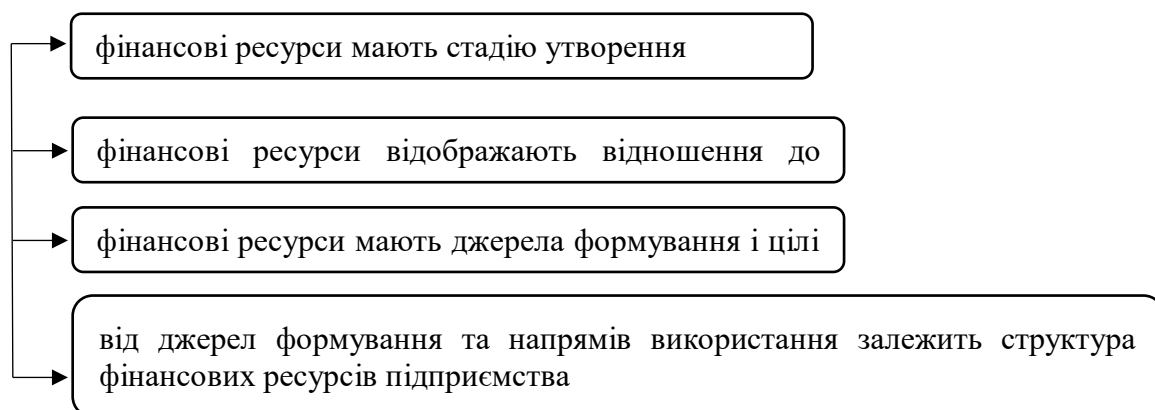 фінансові ресурси мають стадію утворення
фінансові ресурси відображають відношення до
фінансові ресурси мають джерела формування і цілі
від джерел формування та напрямів використання залежить структура
фінансових ресурсів підприємства